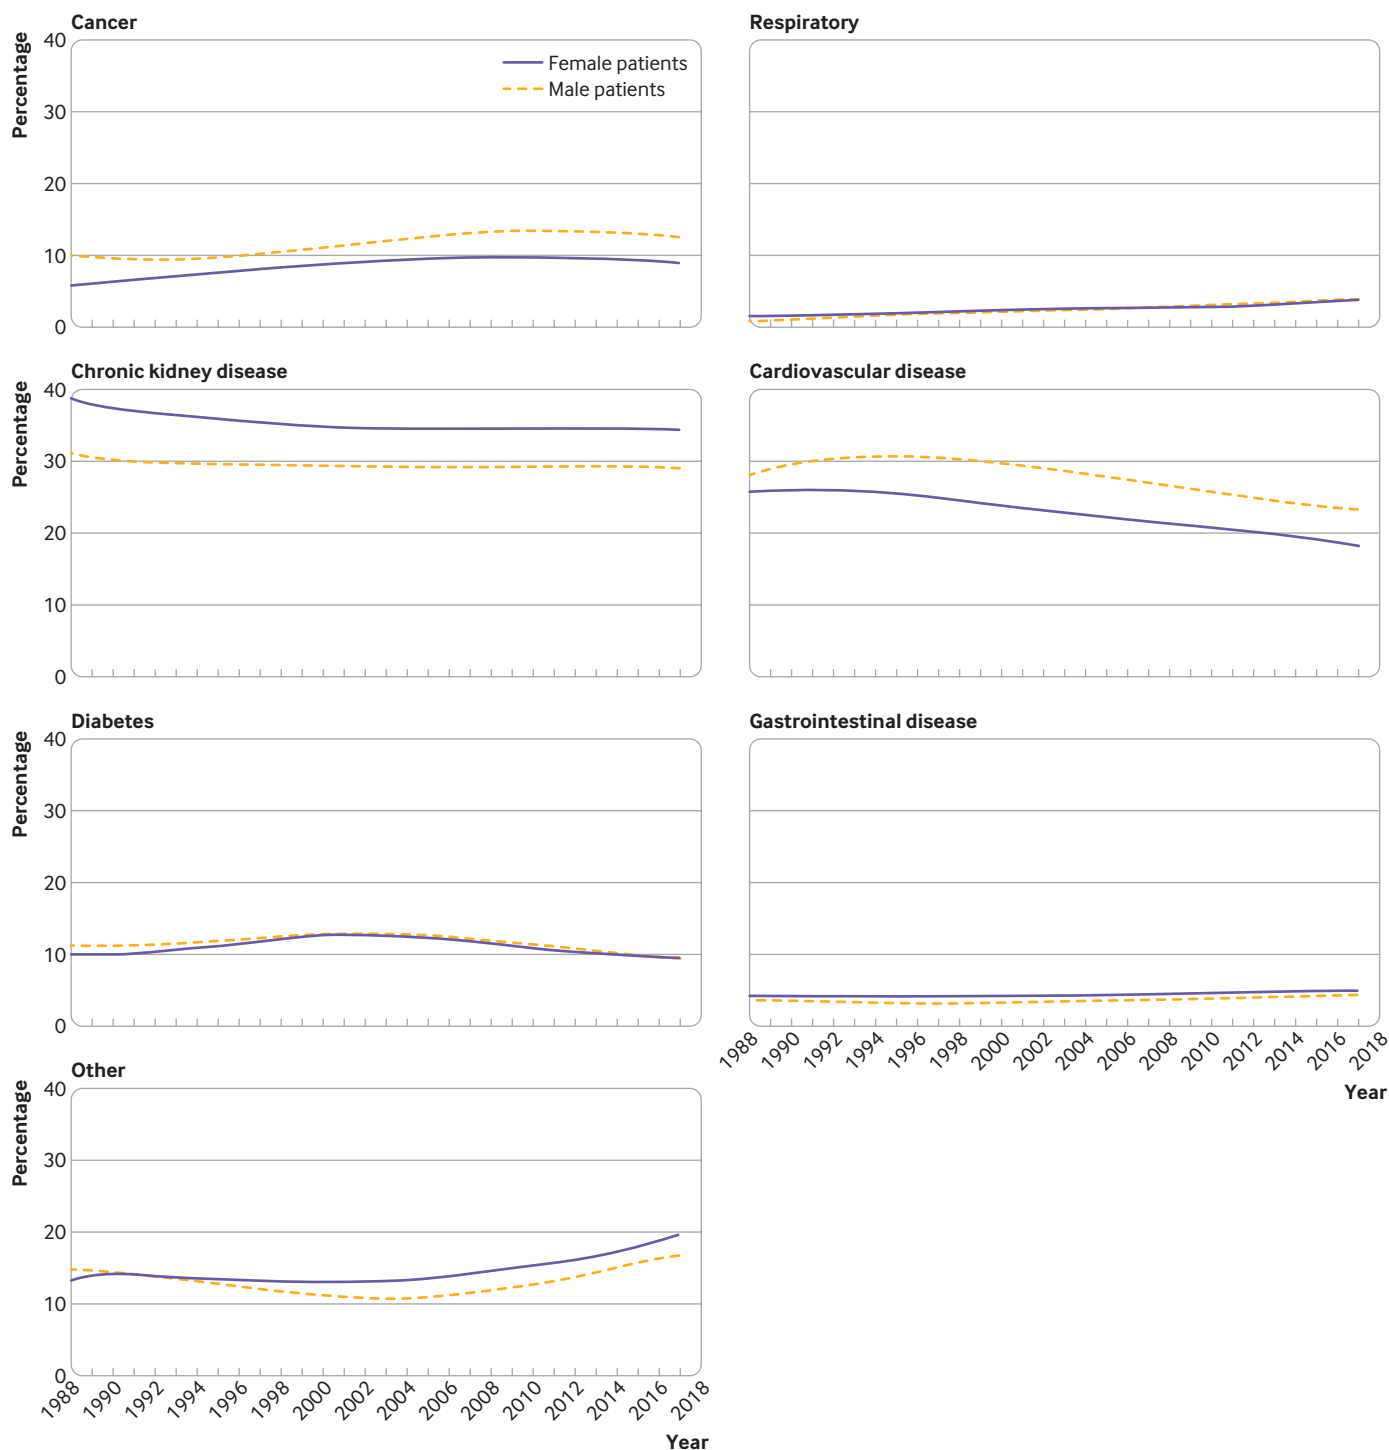 Cancer
Percentage
40
30
20
10
0
Female patients
Male patients
Respiratory
Chronic kidney disease
Percentage
40
30
20
10
0
Cardiovascular disease
Diabetes
Percentage
40
30
20
10
0
Gastrointestinal disease
1988 1990 1992 1994 1996 1998 2000 2002 2004 2006 2008 2010 2012 2014 2016 2018
Year
Other
Percentage
40
30
20
10
0
1988 1990 1992 1994 1996 1998 2000 2002 2004 2006 2008 2010 2012 2014 2016 2018
Year